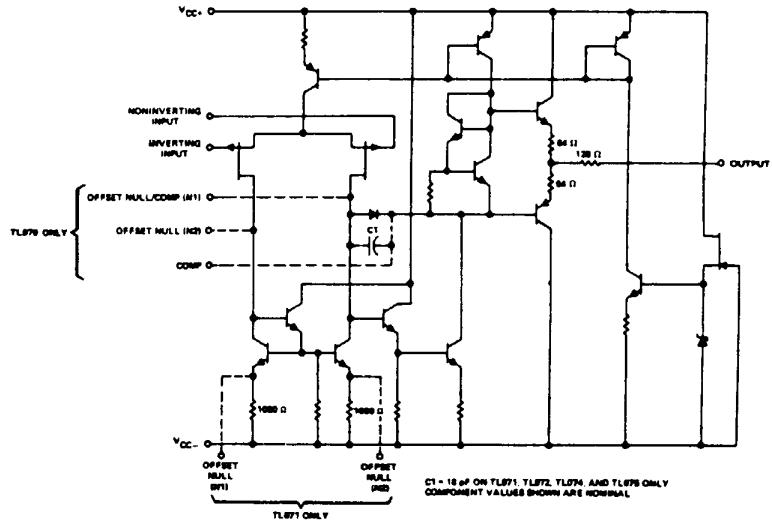 VCC+
NONINVERTING
INPUT
INVERTING
INPUT
OFFSET NULL/COMP (N1)
TL070 ONLY
OFFSET NULL (N2)
COMP
C1
64 Ω
128 Ω
OUTPUT
64 Ω
1080 Ω
1080 Ω
VCC−
OFFSET
NULL
(N1)
OFFSET
NULL
(N2)
TL071 ONLY
C1 = 18 pF ON TL071, TL072, TL074, AND TL075 ONLY
COMPONENT VALUES SHOWN ARE NOMINAL